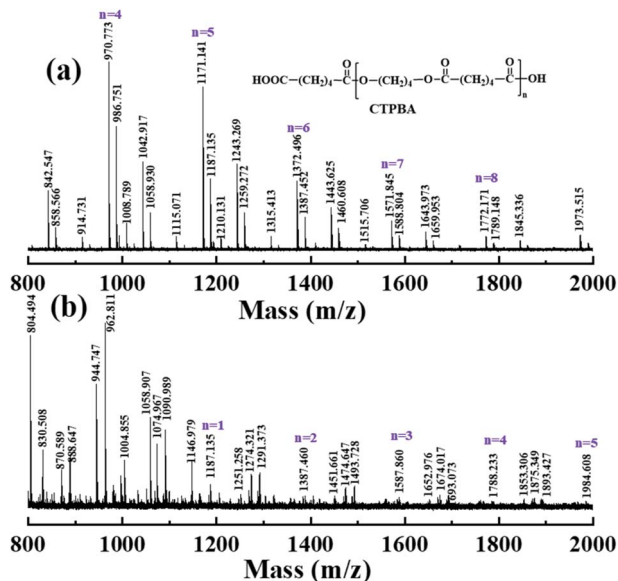 (a)
n=4
n=5
n=6
n=7
n=8
HOOC-(CH2)4-C[O-(CH2)4-OC-(CH2)4-C]n-OH
O
O
O
CTPBA
842.547
858.566
914.731
970.773
986.751
1008.789
1042.917
1058.930
1115.071
1171.141
1187.135
1210.131
1243.269
1259.272
1315.413
1372.496
1387.452
1443.625
1460.608
1515.706
1571.845
1588.804
1643.973
1659.953
1772.171
1789.148
1845.336
1973.515
800 1000 1200 1400 1600 1800 2000
Mass (m/z)
(b)
n=1
n=2
n=3
n=4
n=5
804.494
830.508
870.589
888.647
944.747
962.811
1004.855
1058.907
1074.967
1090.989
1146.979
1187.135
1251.258
1274.321
1291.373
1387.460
1451.661
1474.647
1493.728
1587.860
1652.976
1674.017
1693.073
1788.233
1853.306
1875.349
1893.427
1984.608
800 1000 1200 1400 1600 1800 2000
Mass (m/z)